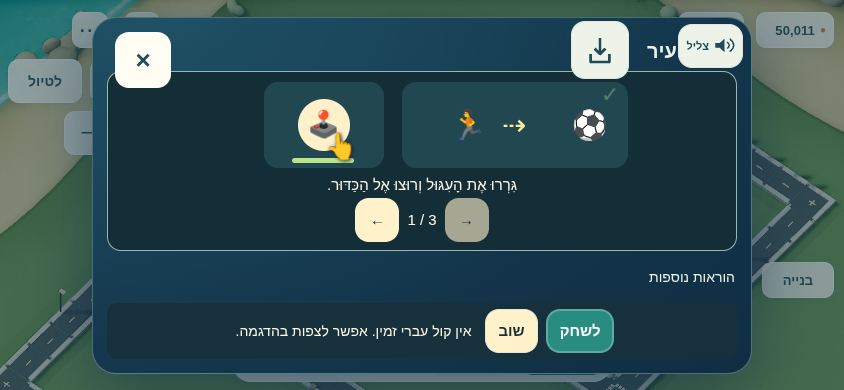 50,011
צליל
עיר
לטיול
גִּרְרוּ אֶת הָעִגּוּל וְרוּצוּ אֶל הַכַּדּוּר.
← 1 / 3 →
בנייה
הוראות נוספות
לשחק
שוב
אין קול עברי זמין. אפשר לצפות בהדגמה.